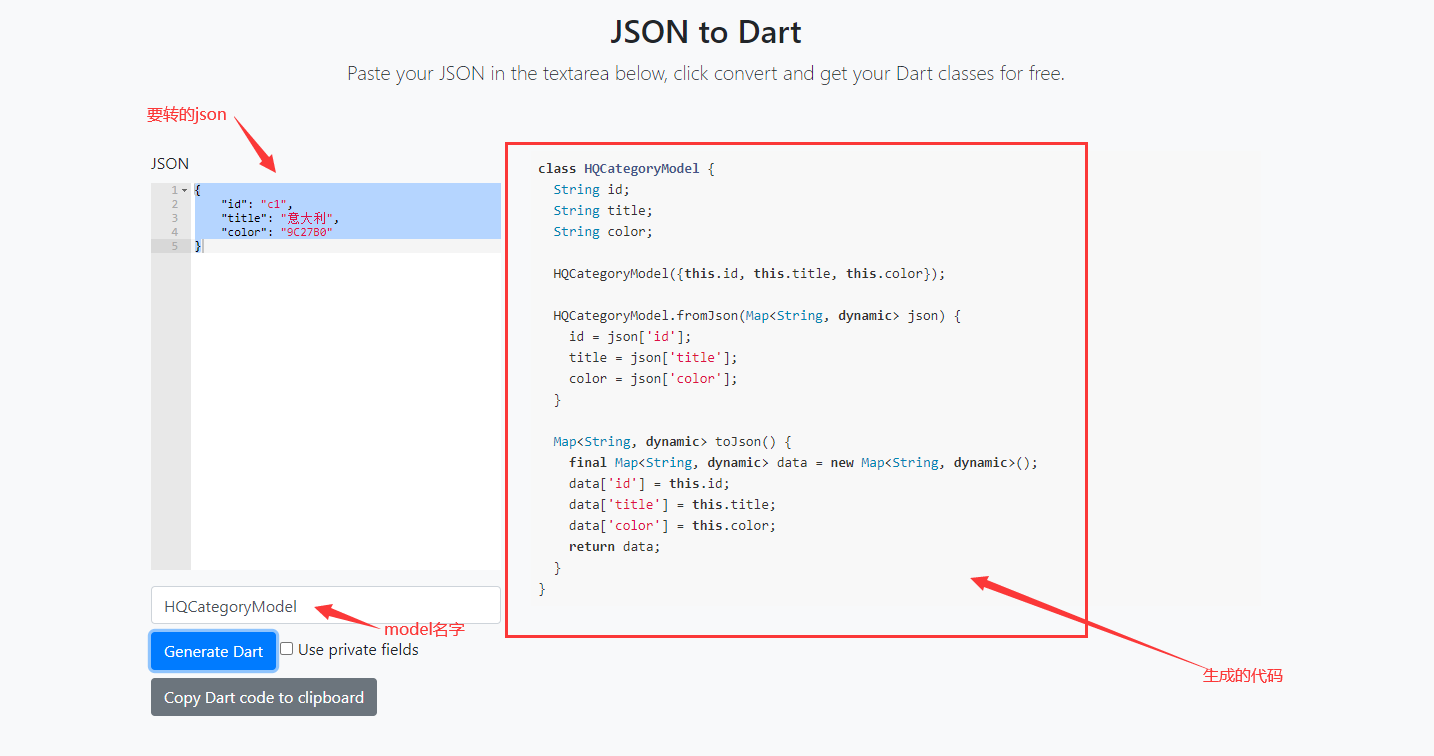 JSON to Dart
Paste your JSON in the textarea below, click convert and get your Dart classes for free.
要转的json
JSON
1 {
2 "id": "c1",
3 "title": "意大利",
4 "color": "9C27B0"
5 }
HQCategoryModel
model名字
Generate Dart
Use private fields
Copy Dart code to clipboard
class HQCategoryModel {
String id;
String title;
String color;
HQCategoryModel({this.id, this.title, this.color});
HQCategoryModel.fromJson(Map<String, dynamic> json) {
id = json['id'];
title = json['title'];
color = json['color'];
}
Map<String, dynamic> toJson() {
final Map<String, dynamic> data = new Map<String, dynamic>();
data['id'] = this.id;
data['title'] = this.title;
data['color'] = this.color;
return data;
}
}
生成的代码